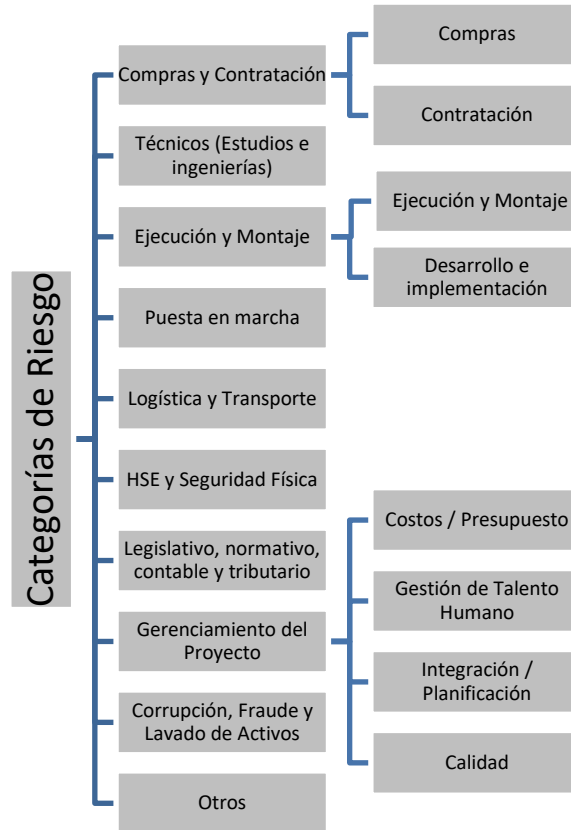 Categorías de Riesgo
Compras y Contratación
Compras
Contratación
Técnicos (Estudios e
ingenierías)
Ejecución y Montaje
Ejecución y Montaje
Desarrollo e
implementación
Puesta en marcha
Logística y Transporte
HSE y Seguridad Física
Legislativo, normativo,
contable y tributario
Gerenciamiento del
Proyecto
Costos / Presupuesto
Gestión de Talento
Humano
Integración /
Planificación
Calidad
Corrupción, Fraude y
Lavado de Activos
Otros